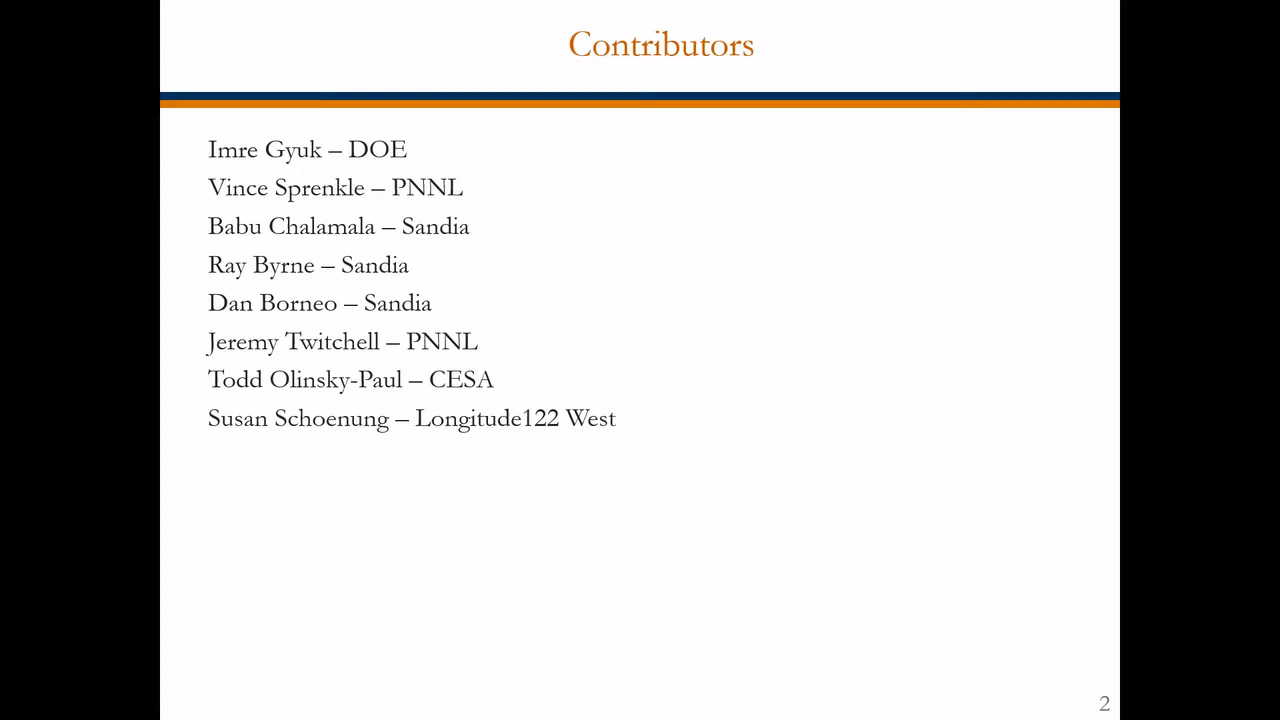 Contributors
Imre Gyuk – DOE
Vince Sprenkle – PNNL
Babu Chalamala – Sandia
Ray Byrne – Sandia
Dan Borneo – Sandia
Jeremy Twitchell – PNNL
Todd Olinsky-Paul – CESA
Susan Schoenung – Longitude122 West
2